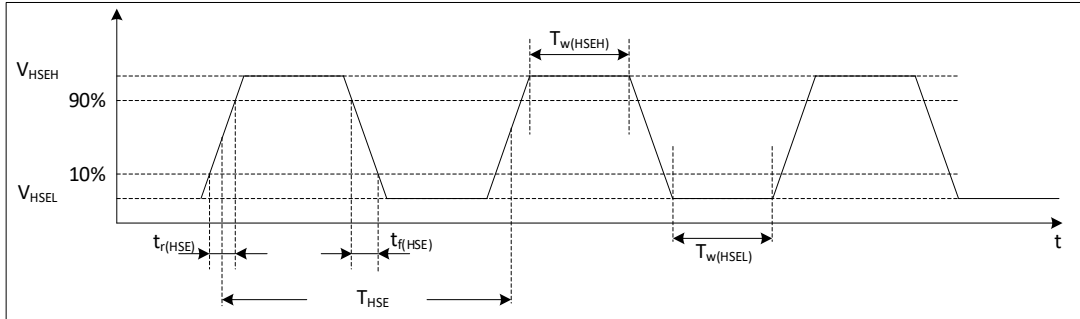 T_w(HSEH)
V_HSEH
90%
10%
V_HSEL
t_r(HSE)
t_f(HSE)
T_w(HSEL)
t
T_HSE